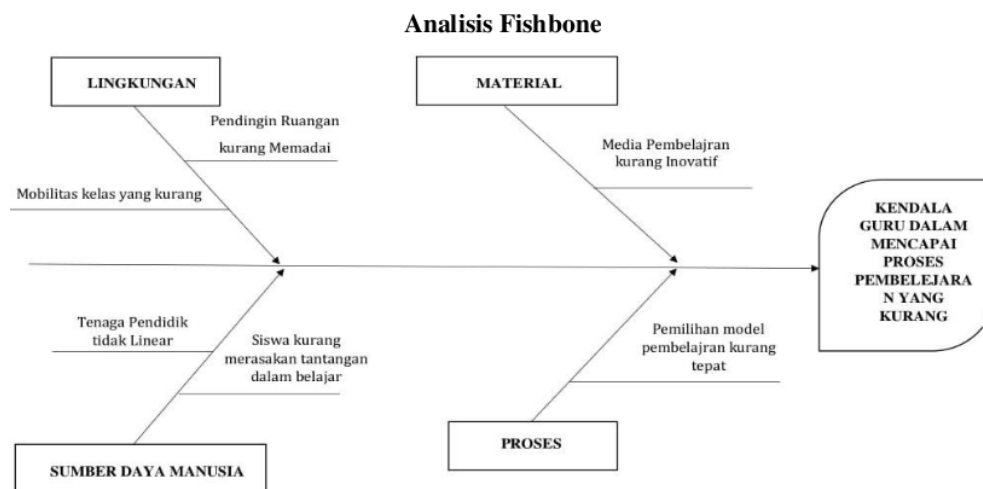 Analisis Fishbone
LINGKUNGAN
MATERIAL
Pendingin Ruangan
kurang Memadai
Media Pembelajran
kurang Inovatif
Mobilitas kelas yang kurang
KENDALA
GURU DALAM
MENCAPAI
PROSES
PEMBELEJARA
N YANG
KURANG
Tenaga Pendidik
tidak Linear
Siswa kurang
merasakan tantangan
dalam belajar
Pemilihan model
pembelajran kurang
tepat
PROSES
SUMBER DAYA MANUSIA